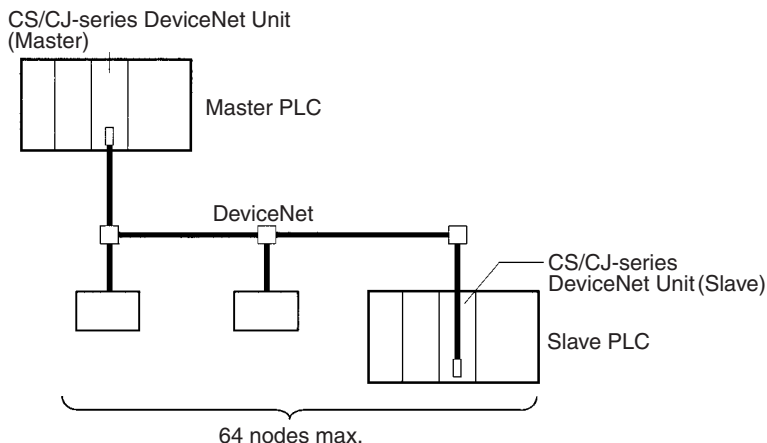 CS/CJ-series DeviceNet Unit
(Master)
Master PLC
DeviceNet
CS/CJ-series
DeviceNet Unit (Slave)
Slave PLC
64 nodes max.